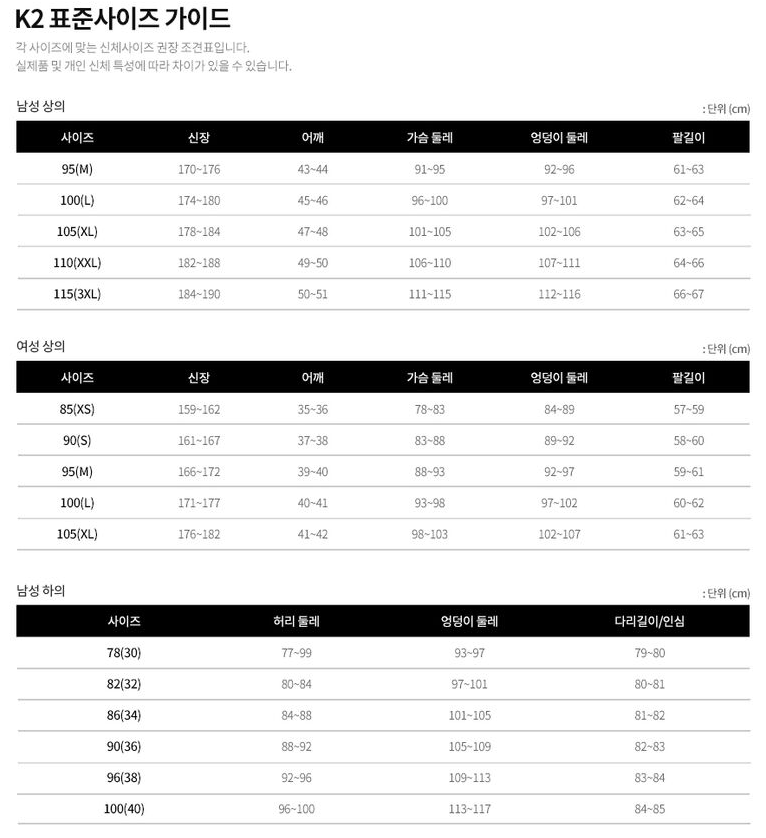 K2 표준사이즈 가이드
각 사이즈에 맞는 신체사이즈 권장 조견표입니다.
실제품 및 개인 신체 특성에 따라 차이가 있을 수 있습니다.
남성 상의 : 단위 (cm)
사이즈 신장 어깨 가슴 둘레 엉덩이 둘레 팔길이
95(M) 170~176 43~44 91~95 92~96 61~63
100(L) 174~180 45~46 96~100 97~101 62~64
105(XL) 178~184 47~48 101~105 102~106 63~65
110(XXL) 182~188 49~50 106~110 107~111 64~66
115(3XL) 184~190 50~51 111~115 112~116 66~67
여성 상의 : 단위 (cm)
사이즈 신장 어깨 가슴 둘레 엉덩이 둘레 팔길이
85(XS) 159~162 35~36 78~83 84~89 57~59
90(S) 161~167 37~38 83~88 89~92 58~60
95(M) 166~172 39~40 88~93 92~97 59~61
100(L) 171~177 40~41 93~98 97~102 60~62
105(XL) 176~182 41~42 98~103 102~107 61~63
남성 하의 : 단위 (cm)
사이즈 허리 둘레 엉덩이 둘레 다리길이/인심
78(30) 77~99 93~97 79~80
82(32) 80~84 97~101 80~81
86(34) 84~88 101~105 81~82
90(36) 88~92 105~109 82~83
96(38) 92~96 109~113 83~84
100(40) 96~100 113~117 84~85